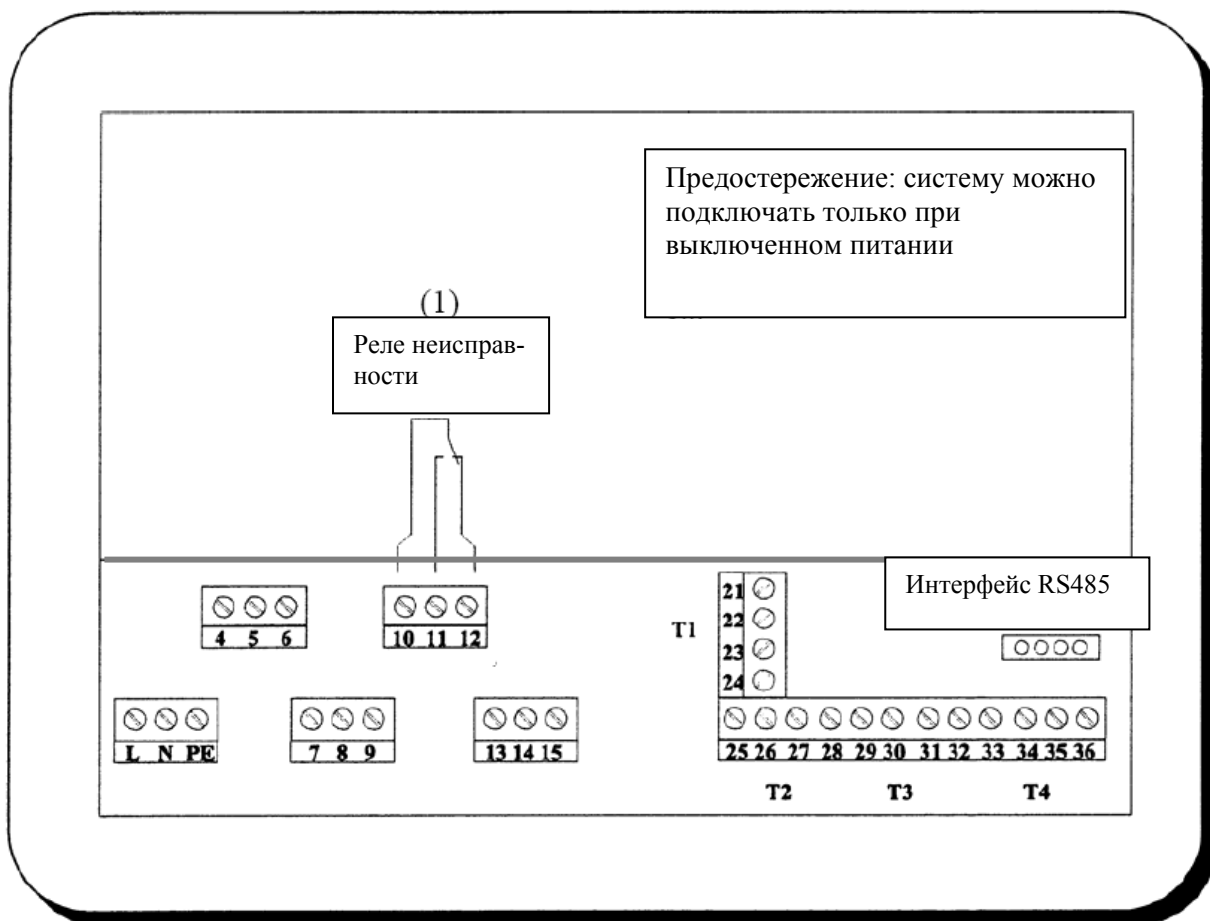 Предостережение: систему можно
подключать только при
выключенном питании
(1)
Реле неисправ-
ности
Интерфейс RS485
21
22
T1
23
24
4 5 6
10 11 12
L N PE
7 8 9
13 14 15
25 26 27 28 29 30 31 32 33 34 35 36
T2 T3 T4